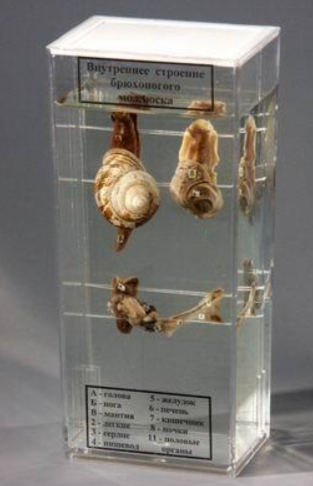 Внутреннее строение
брюхоногого
моллюска
А - голова
Б - нога
В - мантия
2 - легкие
3 - сердце
4 - пищевод
5 - желудок
6 - печень
7 - кишечник
8 - почки
11 - половые
органы